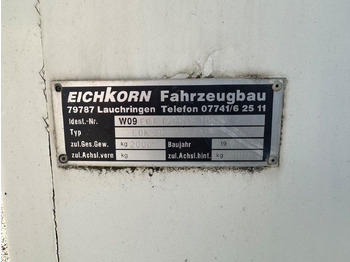 EICHKORN Fahrzeugbau
79787 Lauchringen Telefon 07741/6 25 11
Ident.-Nr. W09
Typ
zul.Ges.Gew. kg Baujahr 19
zul.Achsl.vorn kg zul.Achsl.hint. kg